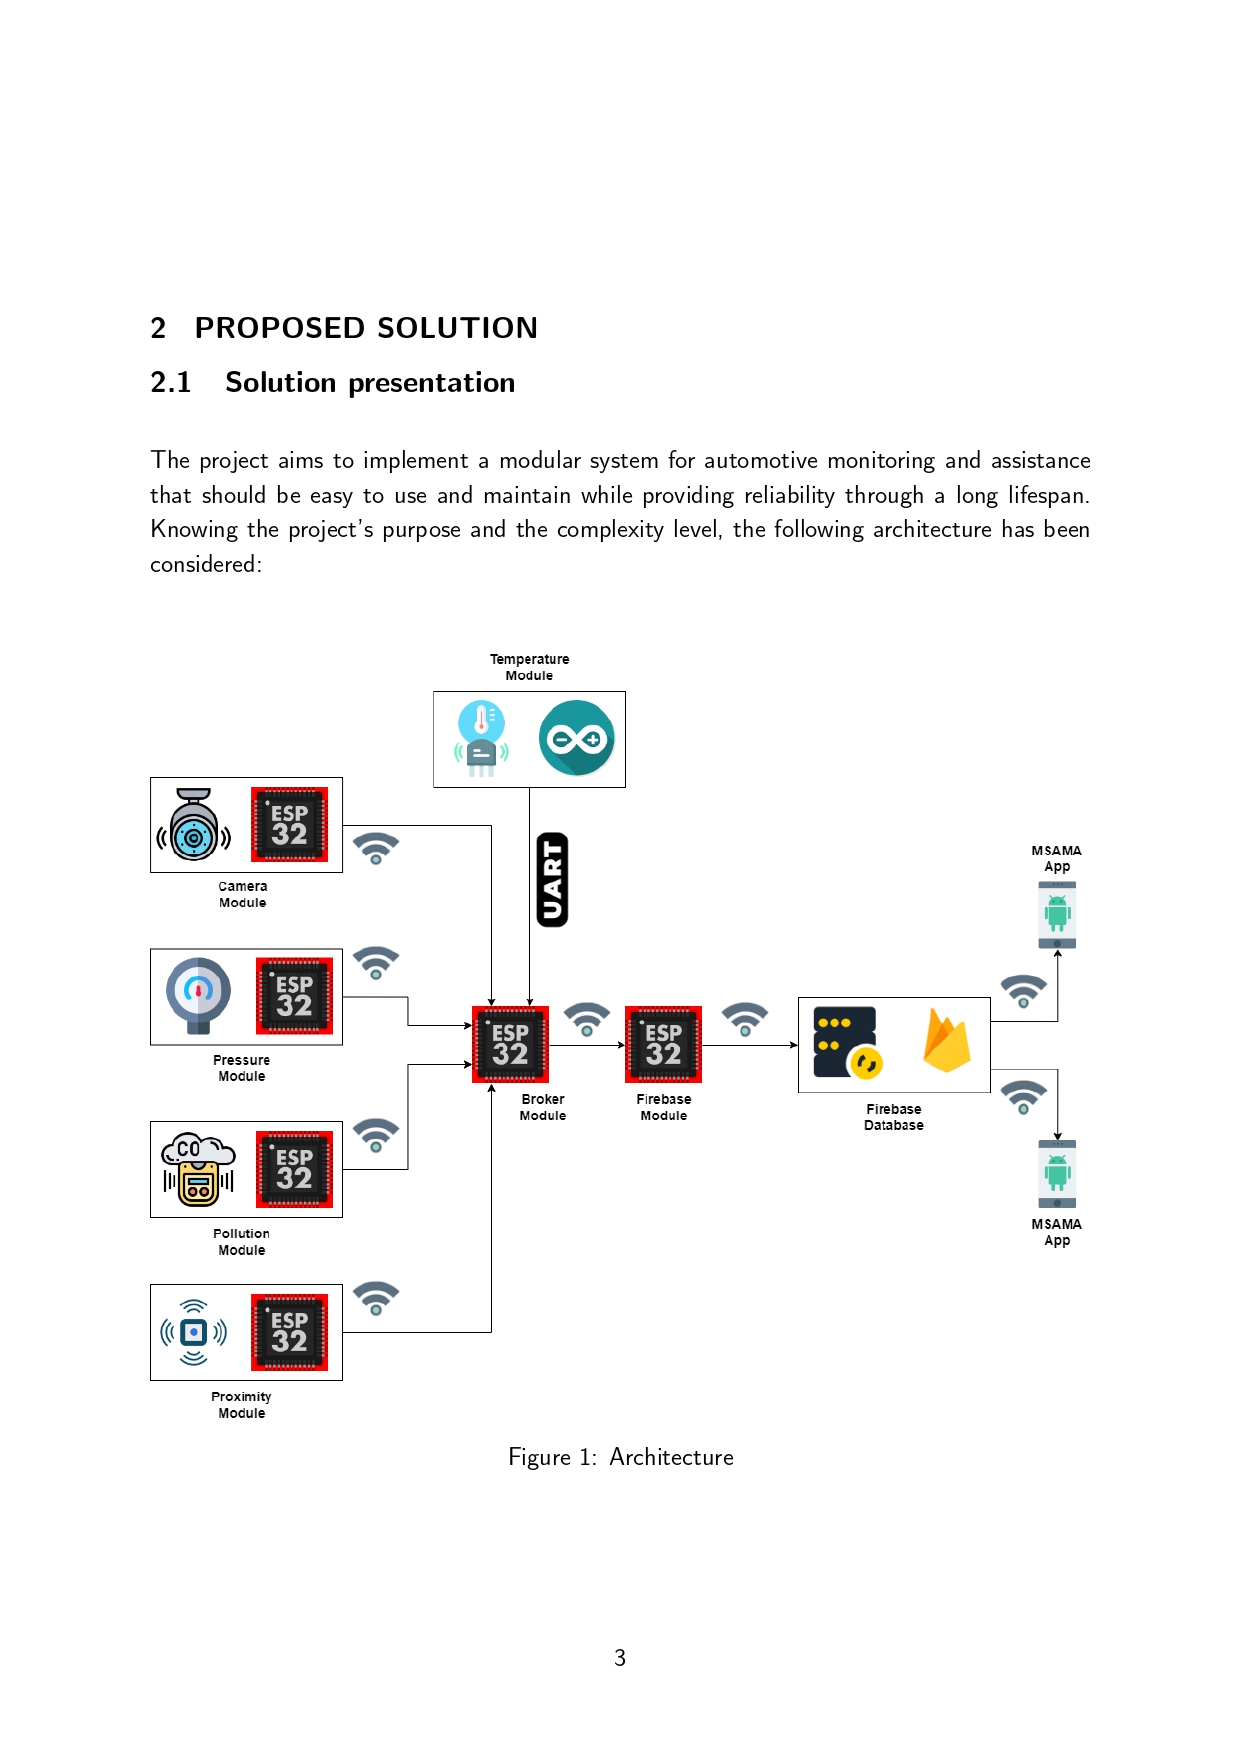 2 PROPOSED SOLUTION
2.1 Solution presentation
The project aims to implement a modular system for automotive monitoring and assistance
that should be easy to use and maintain while providing reliability through a long lifespan.
Knowing the project's purpose and the complexity level, the following architecture has been
considered:
Temperature
Module
ESP
32
Camera
Module
UART
MSAMA
App
ESP
32
Pressure
Module
ESP
32
Broker
Module
ESP
32
Firebase
Module
Firebase
Database
CO
ESP
32
Pollution
Module
MSAMA
App
ESP
32
Proximity
Module
Figure 1: Architecture
3